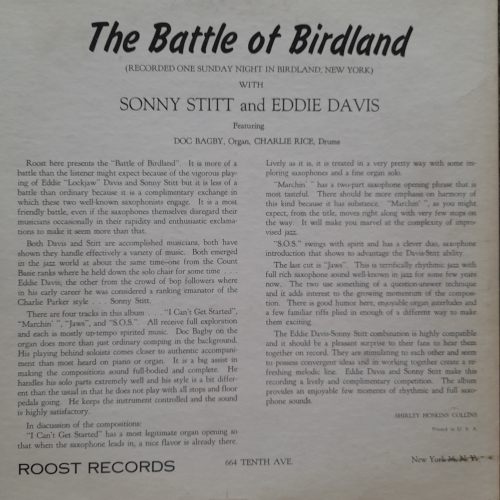 The Battle of Birdland
(RECORDED ONE SUNDAY NIGHT IN BIRDLAND, NEW YORK)
WITH
SONNY STITT and EDDIE DAVIS
Featuring
DOC BAGBY, Organ, CHARLIE RICE, Drums
Roost here presents the "Battle of Birdland". It is more of a
battle than the listener might expect because of the vigorous play-
ing of Eddie "Lockjaw" Davis and Sonny Stitt but it is less of a
battle than ordinary because it is a complimentary exchange in
which these two well-known saxophonists engage. It is a most
friendly battle, even if the saxophonists themselves disregard their
musicians occasionally in their rapidity and enthusiastic exclama-
tions to make it seem more than that.
Both Davis and Stitt are accomplished musicians, both have
shown they handle effectively a variety of music. Both emerged
in the jazz world at about the same time-one from the Count
Basie ranks where he held down the solo chair for some time . . .
Eddie Davis; the other from the crowd of bop followers where
in his early career he was considered a ranking emanator of the
Charlie Parker style . . . Sonny Stitt.
There are four tracks in this album . . . "I Can't Get Started",
"Marchin' ", "Jaws", and "S.O.S." All receive full exploration
and each is mostly up-tempo spirited music. Doc Bagby on the
organ does more than just ordinary comping in the background.
His playing behind soloists comes closer to authentic accompani-
ment than most heard on piano or organ. It is a big assist in
making the compositions sound full-bodied and complete. He
handles his solo parts extremely well and his style is a bit differ-
ent than the usual in that he does not play with all stops and floor
pedals going. He keeps the instrument controlled and the sound
is highly satisfactory.
In discussion of the compositions:
"I Can't Get Started" has a most legitimate organ opening so
that when the saxophone leads in, a nice flavor is already there.
Lively as it is, it is treated in a very pretty way with some im-
ploring saxophones and a fine organ solo.
"Marchin' " has a two-part saxophone opening phrase that is
most tasteful. There should be more emphasis on harmony of
this kind because it has substance. "Marchin' ", as you might
expect, from the title, moves right along with very few stops on
the way. It will make you marvel at the complexity of improv-
ised jazz.
"S.O.S." swings with spirit and has a clever duo, saxophone
introduction that shows to advantage the Davis-Stitt ability.
The last cut is "Jaws". This is terrifically rhythmic jazz with
full rich saxophone sound well-known in jazz for some few years
now. The two use something of a question-answer technique
and it adds interest to the growing momentum of the composi-
tion. There is good humor here, enjoyable organ interludes and
a few familiar riffs plied in enough of a different way to make
them exciting.
The Eddie Davis-Sonny Stitt combination is highly compatible
and it should be a pleasant surprise to their fans to hear them
together on record. They are stimulating to each other and seem
to possess convergent ideas and in working together create a re-
freshing melodic line. Eddie Davis and Sonny Stitt make this
recording a lively and complimentary competition. The album
provides an enjoyable few moments of rhythmic and full saxo-
phone sounds.
SHIRLEY HOSKINS COLLINS
Printed in U. S. A.
ROOST RECORDS 664 TENTH AVE. New York